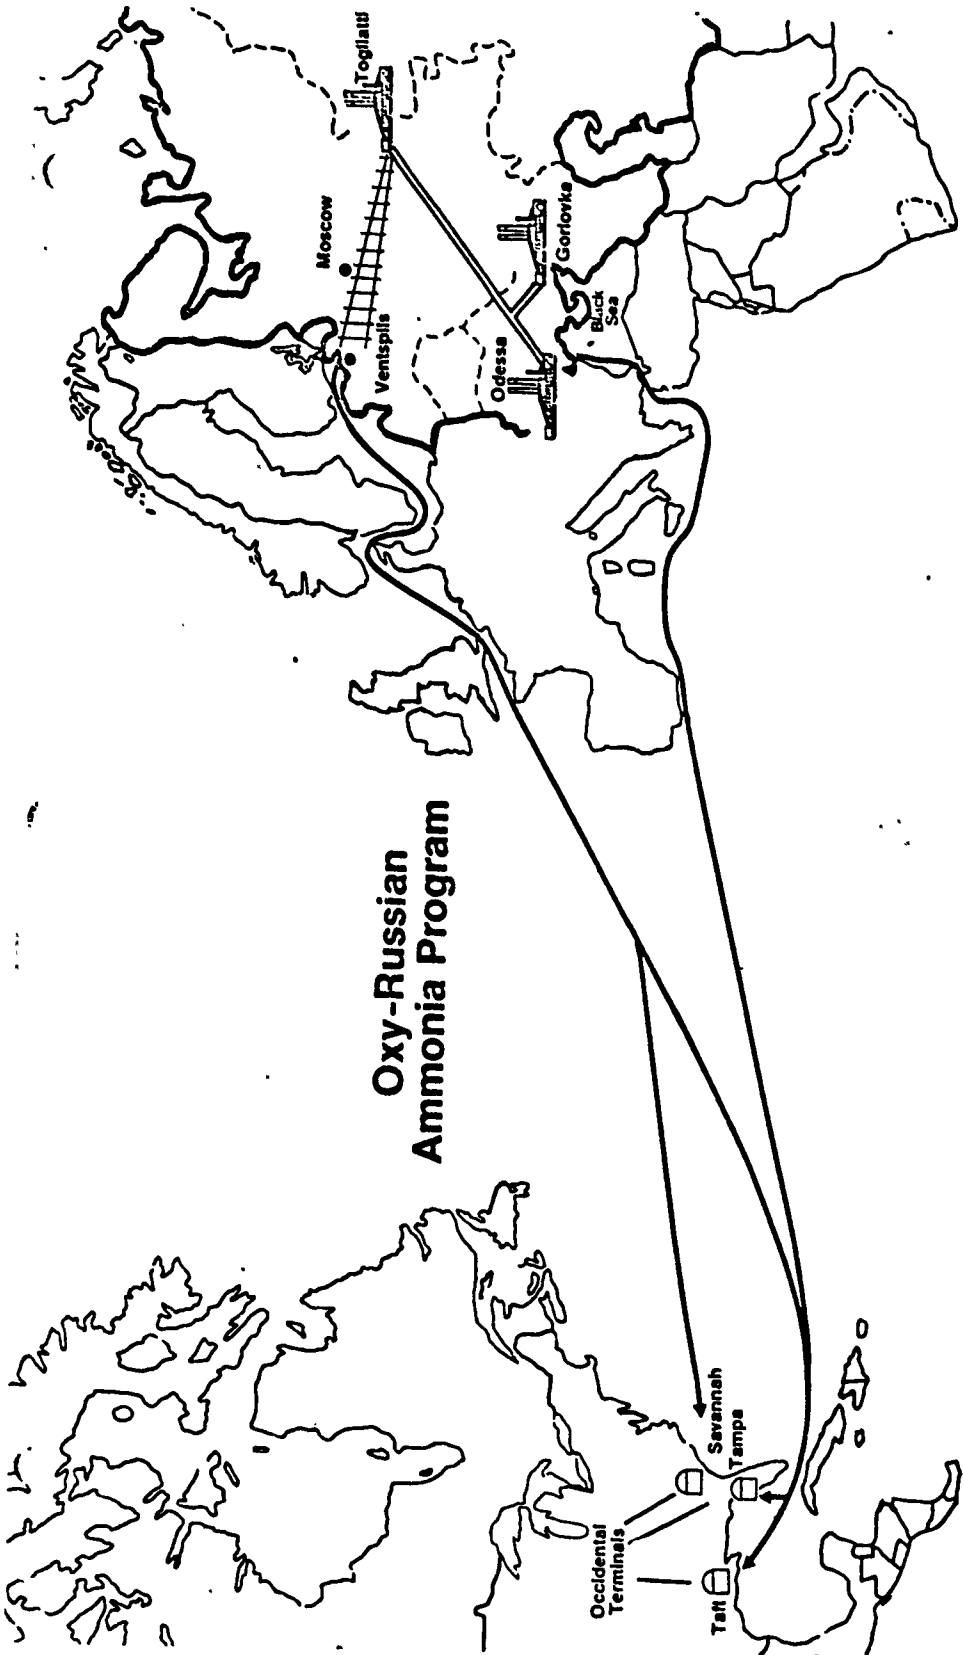 Oxy-Russian
Ammonia Program
Togliatti
Moscow
Ventspils
Gorlovka
Odessa
Black
Sea
Savannah
Tampa
Occidental
Terminals
Taft